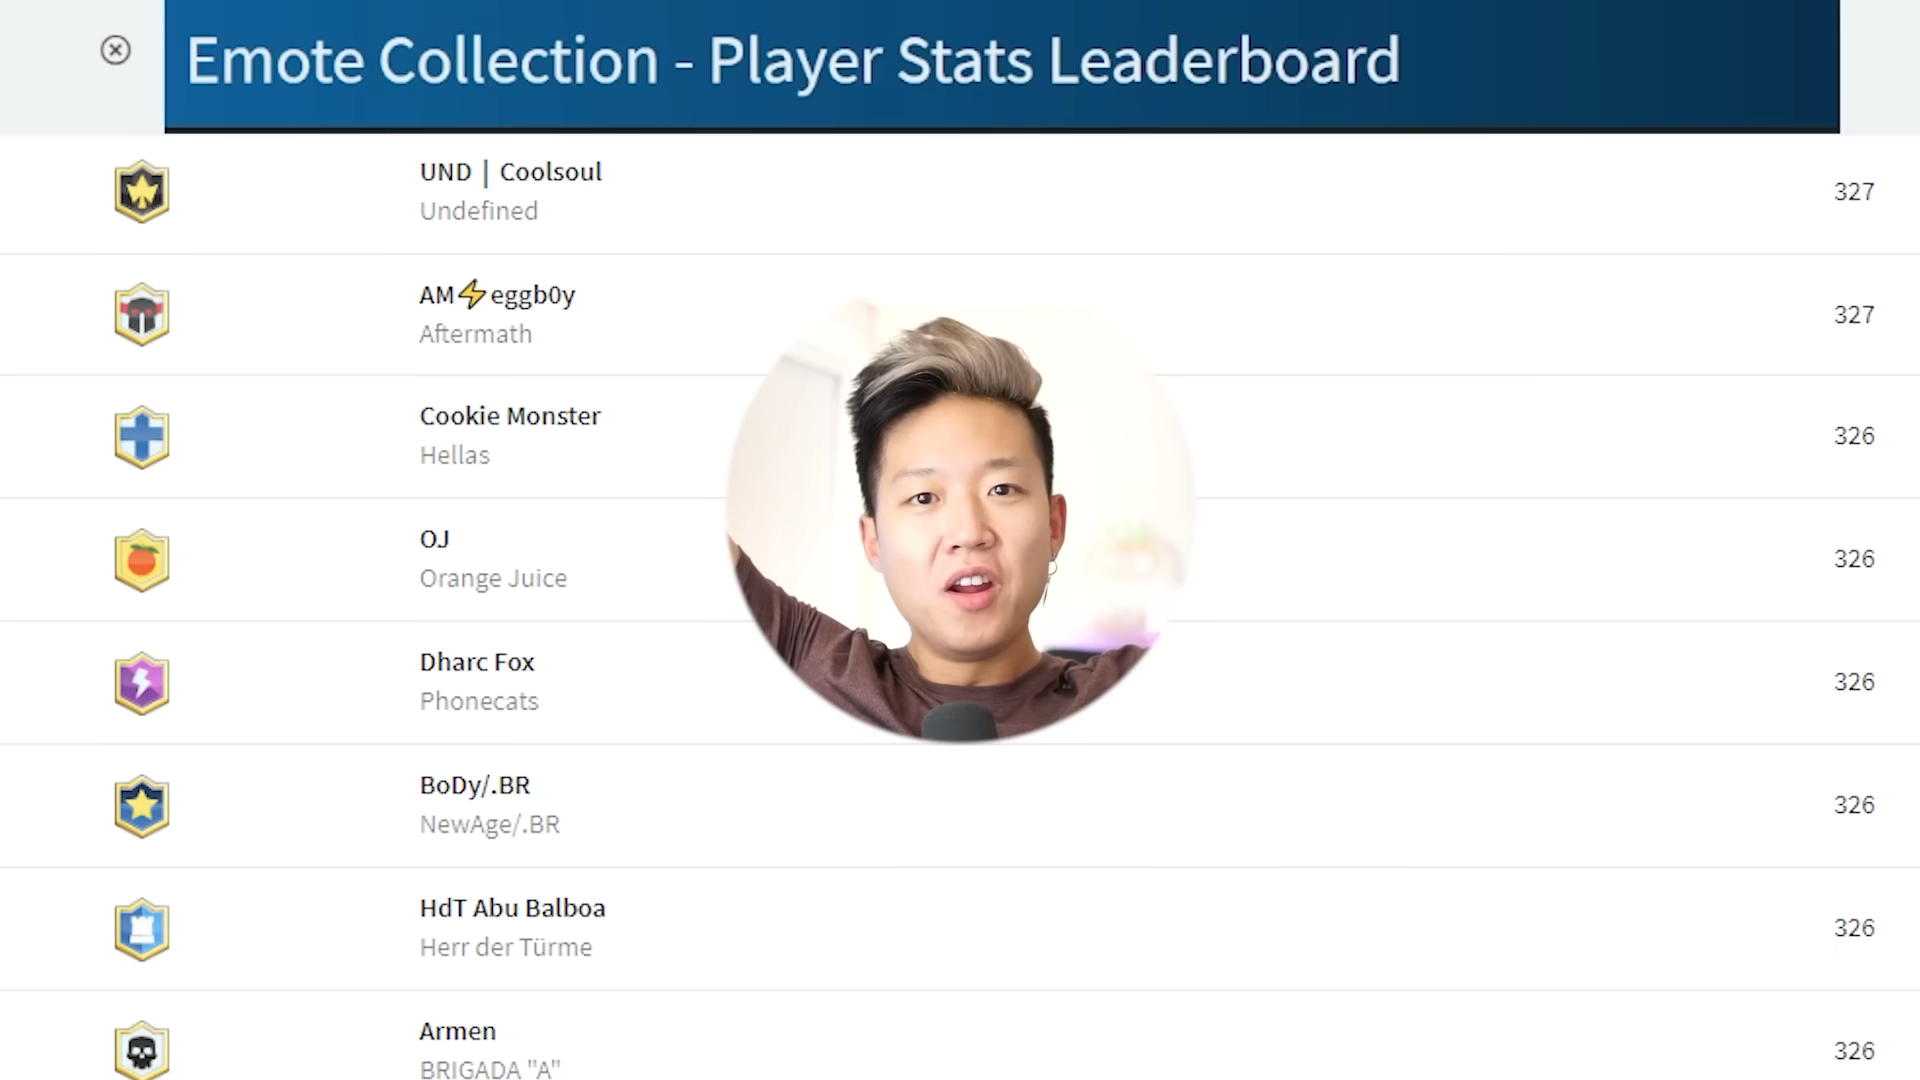 Emote Collection - Player Stats Leaderboard
UND | Coolsoul
Undefined
327
AM⚡eggb0y
Aftermath
327
Cookie Monster
Hellas
326
OJ
Orange Juice
326
Dharc Fox
Phonecats
326
BoDy/.BR
NewAge/.BR
326
HdT Abu Balboa
Herr der Türme
326
Armen
BRIGADA "A"
326